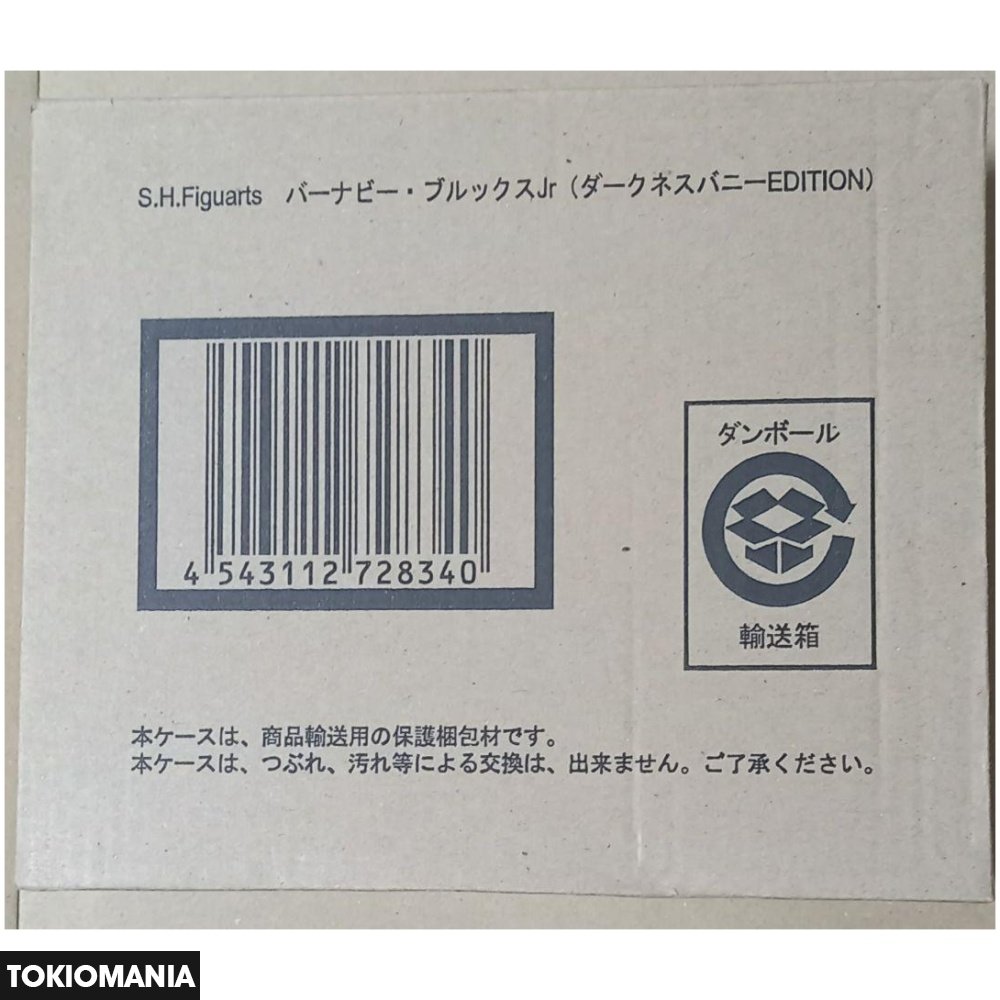 S.H.Figuarts バーナビー・ブルックスJr（ダークネスバニーEDITION）
4 543112 728340
ダンボール
輸送箱
本ケースは、商品輸送用の保護梱包材です。
本ケースは、つぶれ、汚れ等による交換は、出来ません。ご了承ください。
TOKIOMANIA